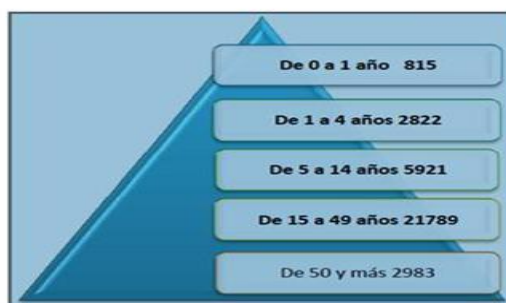 De 0 a 1 año 815
De 1 a 4 años 2822
De 5 a 14 años 5921
De 15 a 49 años 21789
De 50 y más 2983